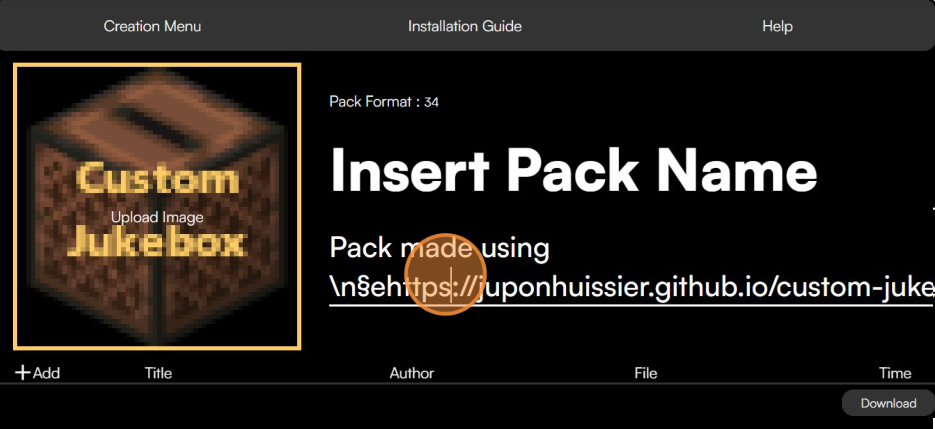 Creation Menu
Installation Guide
Help
Pack Format : 34
Custom
Upload Image
Jukebox
Insert Pack Name
Pack made using
\n§ehttps://juponhuissier.github.io/custom-juke
+Add
Title
Author
File
Time
Download